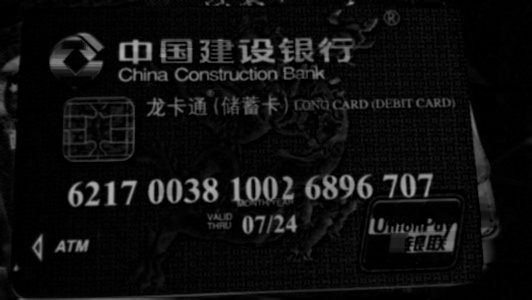 中国建设银行 ®
China Construction Bank
龙卡通(储蓄卡) LONG CARD (DEBIT CARD)
6217 0038 1002 6896 707
MONTH/YEAR
VALID THRU 07/24
ATM
UnionPay
银联